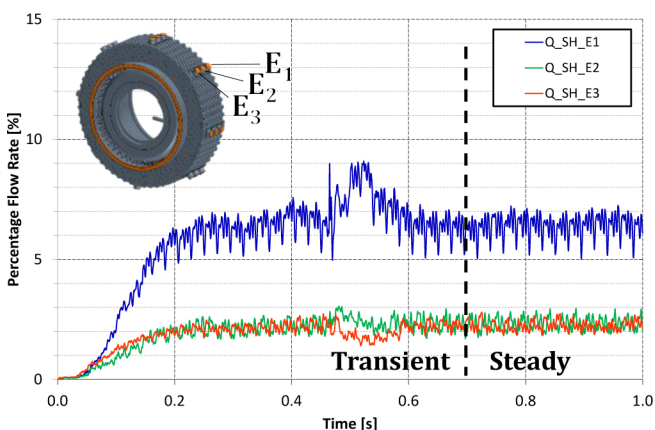 15
10
5
0
Percentage Flow Rate [%]
E1
E2
E3
Q_SH_E1
Q_SH_E2
Q_SH_E3
Transient
Steady
0.0
0.2
0.4
0.6
0.8
1.0
Time [s]